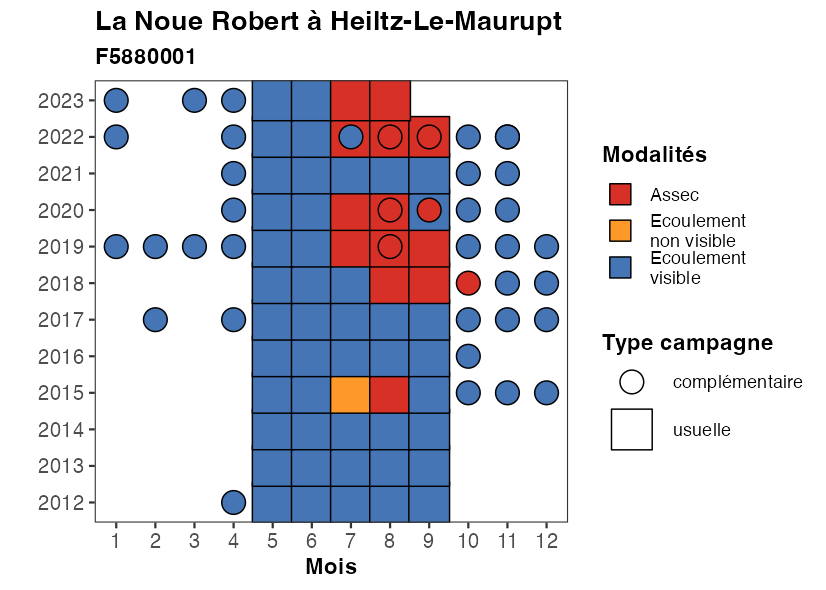 La Noue Robert à Heiltz-Le-Maurupt
F5880001
2023
2022
2021
2020
2019
2018
2017
2016
2015
2014
2013
2012
1 2 3 4 5 6 7 8 9 10 11 12
Mois
Modalités
Assec
Ecoulement
non visible
Ecoulement
visible
Type campagne
complémentaire
usuelle